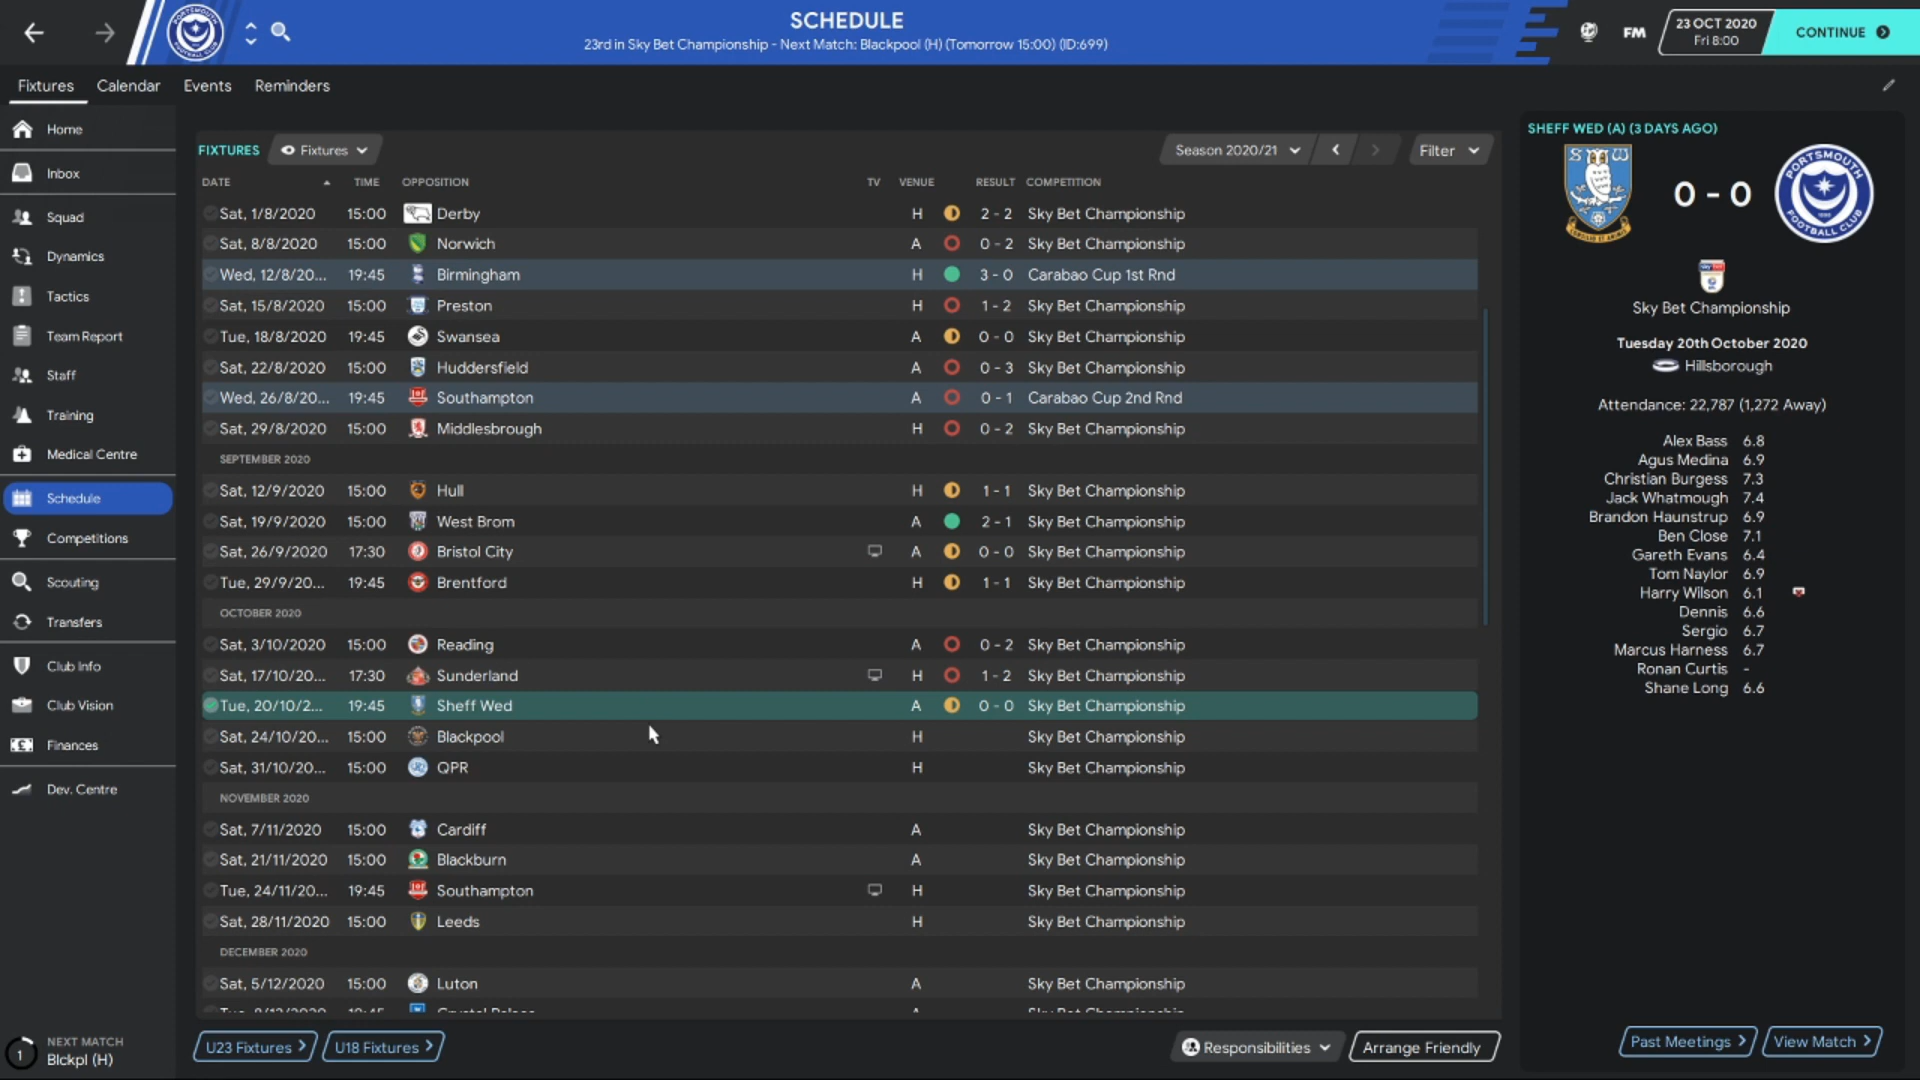 SCHEDULE
23rd in Sky Bet Championship - Next Match: Blackpool (H) (Tomorrow 15:00) (ID:699)
FM
23 OCT 2020
Fri 8:00
CONTINUE
Fixtures Calendar Events Reminders
Home
Inbox
Squad
Dynamics
Tactics
Team Report
Staff
Training
Medical Centre
Schedule
Competitions
Scouting
Transfers
Club Info
Club Vision
Finances
Dev. Centre
1
NEXT MATCH
Blckpl (H)
FIXTURES Fixtures Season 2020/21 Filter
DATE TIME OPPOSITION TV VENUE RESULT COMPETITION
Sat, 1/8/2020 15:00 Derby H 2 - 2 Sky Bet Championship
Sat, 8/8/2020 15:00 Norwich A 0 - 2 Sky Bet Championship
Wed, 12/8/20... 19:45 Birmingham H 3 - 0 Carabao Cup 1st Rnd
Sat, 15/8/2020 15:00 Preston H 1 - 2 Sky Bet Championship
Tue, 18/8/2020 19:45 Swansea A 0 - 0 Sky Bet Championship
Sat, 22/8/2020 15:00 Huddersfield A 0 - 3 Sky Bet Championship
Wed, 26/8/20... 19:45 Southampton A 0 - 1 Carabao Cup 2nd Rnd
Sat, 29/8/2020 15:00 Middlesbrough H 0 - 2 Sky Bet Championship
SEPTEMBER 2020
Sat, 12/9/2020 15:00 Hull H 1 - 1 Sky Bet Championship
Sat, 19/9/2020 15:00 West Brom A 2 - 1 Sky Bet Championship
Sat, 26/9/2020 17:30 Bristol City A 0 - 0 Sky Bet Championship
Tue, 29/9/20... 19:45 Brentford H 1 - 1 Sky Bet Championship
OCTOBER 2020
Sat, 3/10/2020 15:00 Reading A 0 - 2 Sky Bet Championship
Sat, 17/10/20... 17:30 Sunderland H 1 - 2 Sky Bet Championship
Tue, 20/10/2... 19:45 Sheff Wed A 0 - 0 Sky Bet Championship
Sat, 24/10/20... 15:00 Blackpool H Sky Bet Championship
Sat, 31/10/20... 15:00 QPR H Sky Bet Championship
NOVEMBER 2020
Sat, 7/11/2020 15:00 Cardiff A Sky Bet Championship
Sat, 21/11/2020 15:00 Blackburn A Sky Bet Championship
Tue, 24/11/20... 19:45 Southampton H Sky Bet Championship
Sat, 28/11/2020 15:00 Leeds H Sky Bet Championship
DECEMBER 2020
Sat, 5/12/2020 15:00 Luton A Sky Bet Championship
U23 Fixtures U18 Fixtures Responsibilities Arrange Friendly
SHEFF WED (A) (3 DAYS AGO)
S W
0 - 0
PORTSMOUTH
FOOTBALL CLUB
Sky Bet Championship
Tuesday 20th October 2020
Hillsborough
Attendance: 22,787 (1,272 Away)
Alex Bass 6.8
Agus Medina 6.9
Christian Burgess 7.3
Jack Whatmough 7.4
Brandon Haunstrup 6.9
Ben Close 7.1
Gareth Evans 6.4
Tom Naylor 6.9
Harry Wilson 6.1
Dennis 6.6
Sergio 6.7
Marcus Harness 6.7
Ronan Curtis -
Shane Long 6.6
Past Meetings View Match